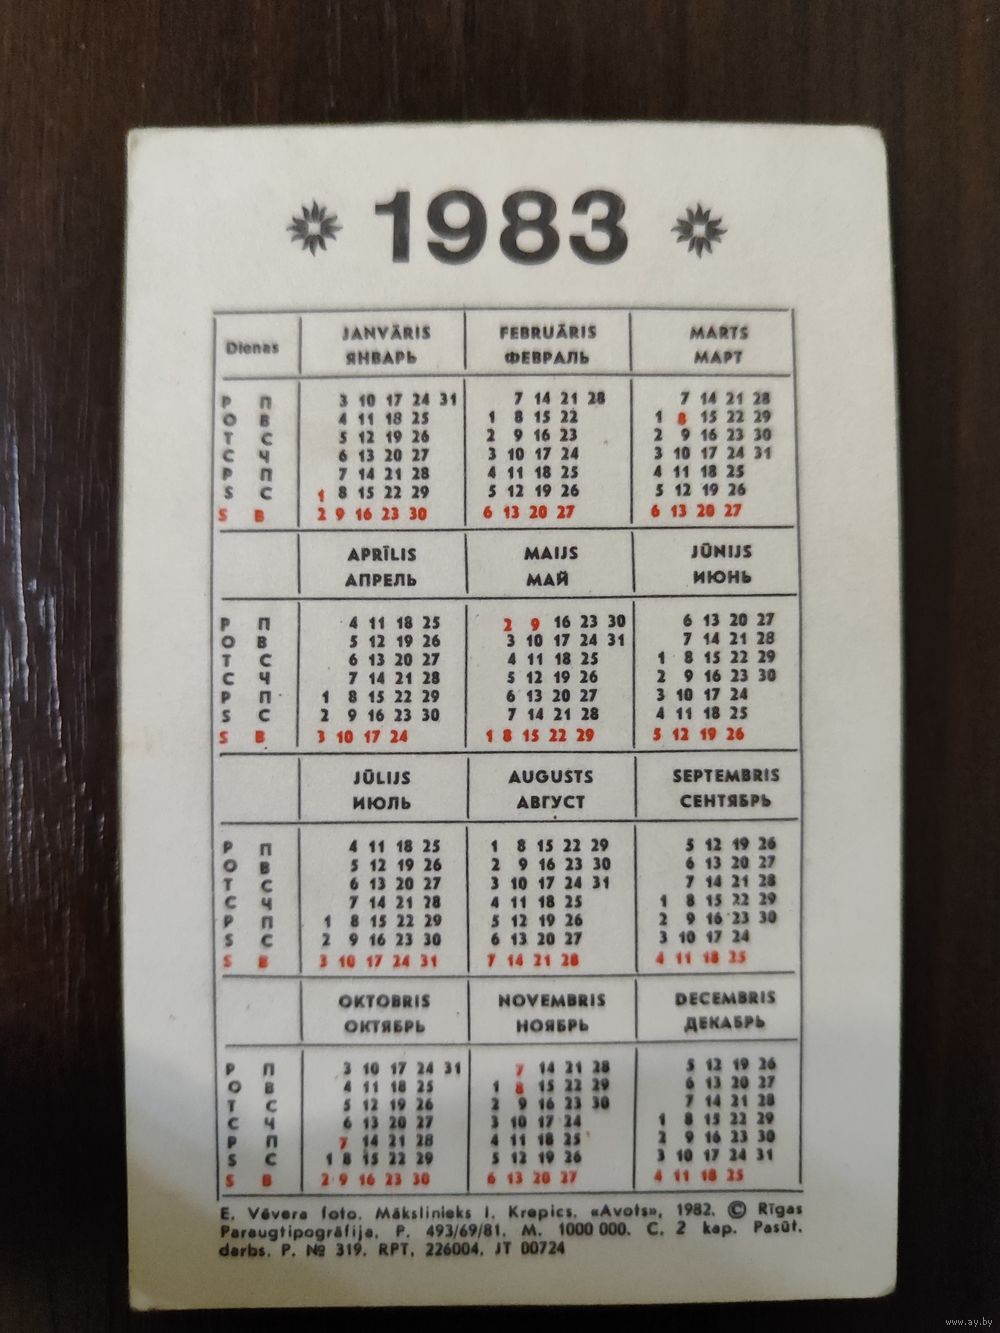 1983
Dienas JANVĀRIS FEBRUĀRIS MARTS
ЯНВАРЬ ФЕВРАЛЬ МАРТ
P П 3 10 17 24 31 7 14 21 28 7 14 21 28
O В 4 11 18 25 1 8 15 22 1 8 15 22 29
T С 5 12 19 26 2 9 16 23 2 9 16 23 30
C Ч 6 13 20 27 3 10 17 24 3 10 17 24 31
P П 7 14 21 28 4 11 18 25 4 11 18 25
S С 1 8 15 22 29 5 12 19 26 5 12 19 26
S В 2 9 16 23 30 6 13 20 27 6 13 20 27
APRĪLIS MAIJS JŪNIJS
АПРЕЛЬ МАЙ ИЮНЬ
P П 4 11 18 25 2 9 16 23 30 6 13 20 27
O В 5 12 19 26 3 10 17 24 31 7 14 21 28
T С 6 13 20 27 4 11 18 25 1 8 15 22 29
C Ч 7 14 21 28 5 12 19 26 2 9 16 23 30
P П 1 8 15 22 29 6 13 20 27 3 10 17 24
S С 2 9 16 23 30 7 14 21 28 4 11 18 25
S В 3 10 17 24 1 8 15 22 29 5 12 19 26
JŪLIJS AUGUSTS SEPTEMBRIS
ИЮЛЬ АВГУСТ СЕНТЯБРЬ
P П 4 11 18 25 1 8 15 22 29 5 12 19 26
O В 5 12 19 26 2 9 16 23 30 6 13 20 27
T С 6 13 20 27 3 10 17 24 31 7 14 21 28
C Ч 7 14 21 28 4 11 18 25 1 8 15 22 29
P П 1 8 15 22 29 5 12 19 26 2 9 16 23 30
S С 2 9 16 23 30 6 13 20 27 3 10 17 24
S В 3 10 17 24 31 7 14 21 28 4 11 18 25
OKTOBRIS NOVEMBRIS DECEMBRIS
ОКТЯБРЬ НОЯБРЬ ДЕКАБРЬ
P П 3 10 17 24 31 7 14 21 28 5 12 19 26
O В 4 11 18 25 1 8 15 22 29 6 13 20 27
T С 5 12 19 26 2 9 16 23 30 7 14 21 28
C Ч 6 13 20 27 3 10 17 24 1 8 15 22 29
P П 7 14 21 28 4 11 18 25 2 9 16 23 30
S С 1 8 15 22 29 5 12 19 26 3 10 17 24 31
S В 2 9 16 23 30 6 13 20 27 4 11 18 25
E. Vēvera foto. Mākslinieks I. Krepics. «Avots», 1982. © Rīgas
Paraugtipogrāfija. P. 493/69/81. M. 1000 000. C. 2 kap. Pasūt.
darbs. P. № 319. RPT, 226004. JT 00724
www.ay.by